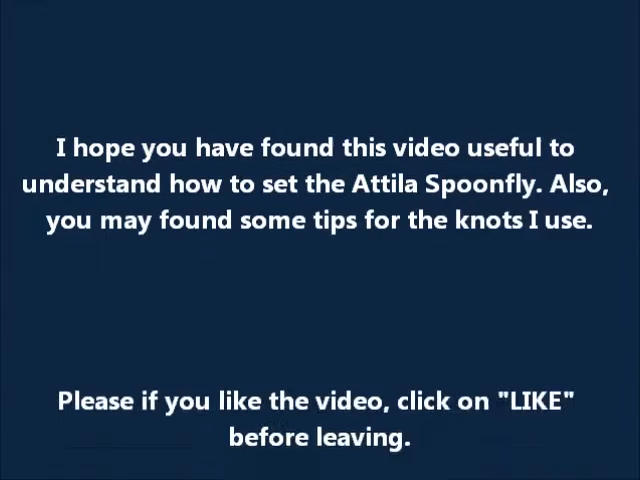 I hope you have found this video useful to
understand how to set the Attila Spoonfly. Also,
you may found some tips for the knots I use.
Please if you like the video, click on "LIKE"
before leaving.